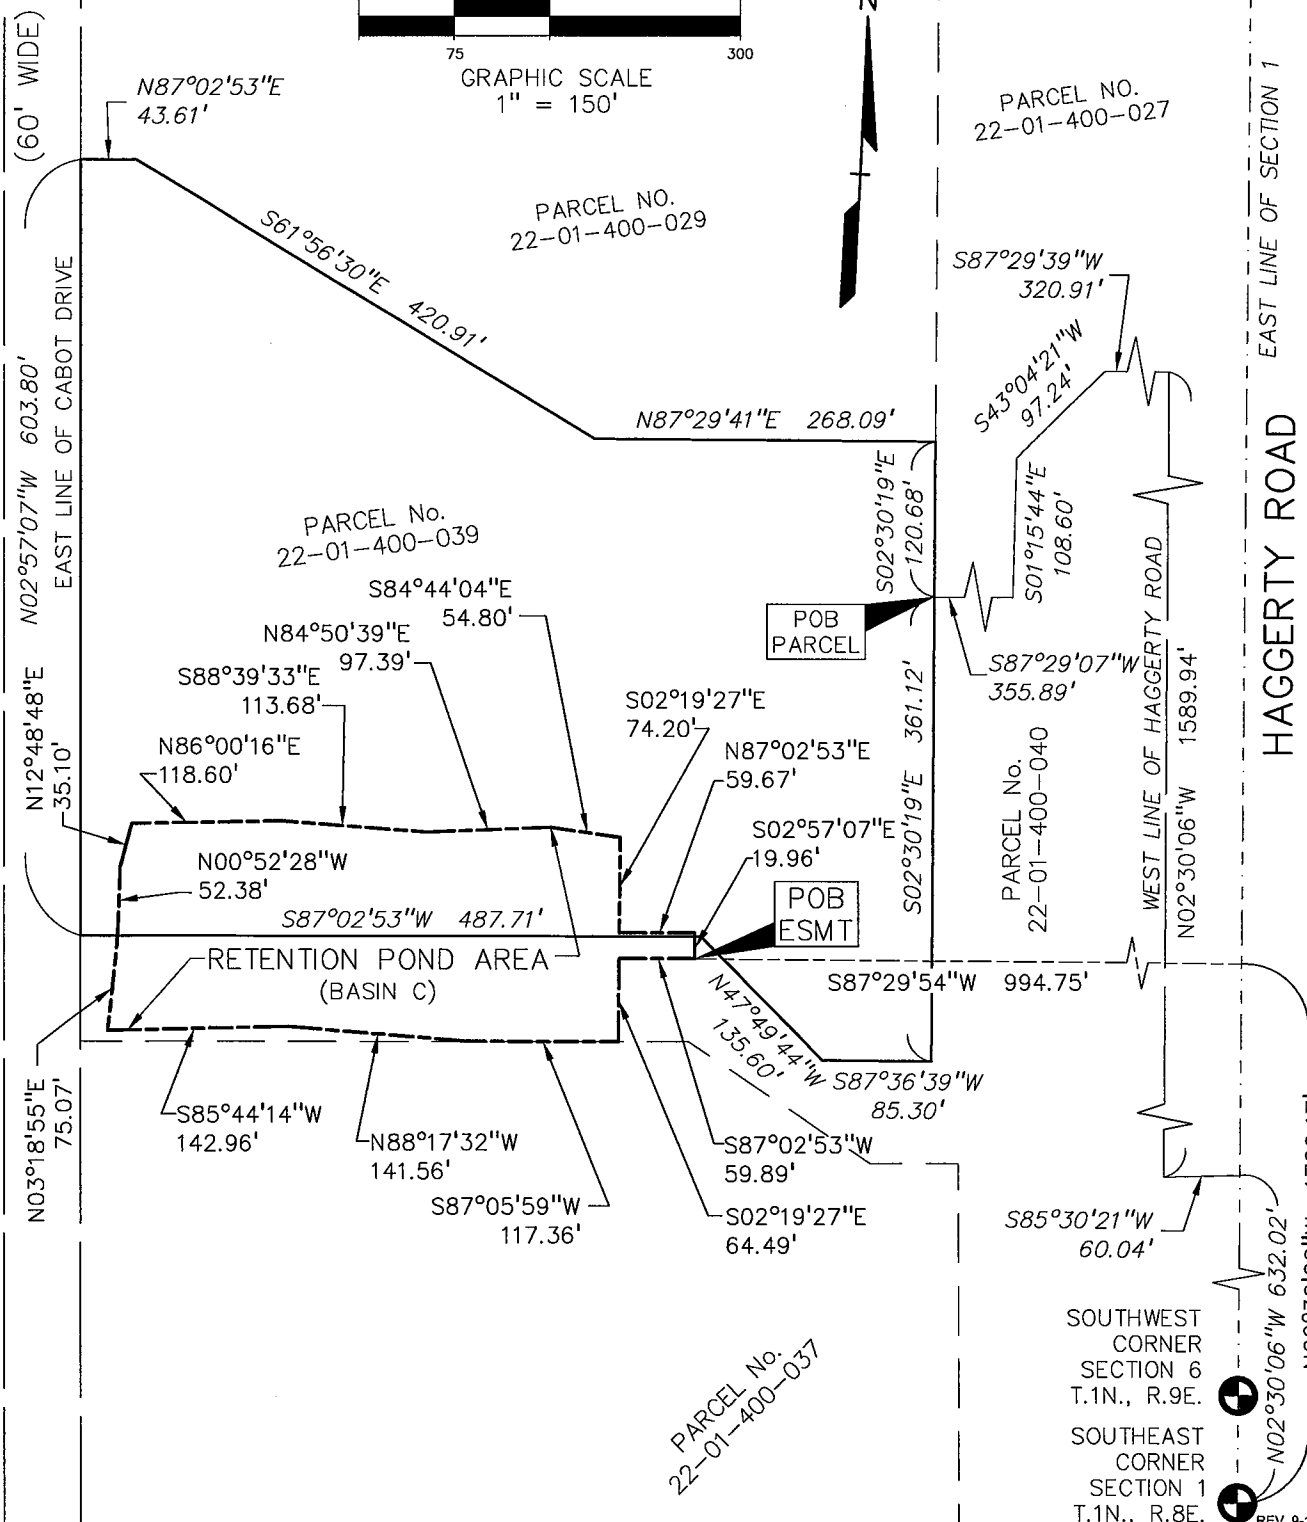 (60' WIDE)
N
75
300
GRAPHIC SCALE
1" = 150'
N87°02'53"E
43.61'
PARCEL NO.
22-01-400-027
EAST LINE OF SECTION 1
PARCEL NO.
22-01-400-029
S61°56'30"E 420.91'
S87°29'39"W
320.91'
S43°04'21"W
97.24'
N02°57'07"W 603.80'
EAST LINE OF CABOT DRIVE
N87°29'41"E 268.09'
S02°30'19"E
120.68'
S01°15'44"E
108.60'
HAGGERTY ROAD
PARCEL No.
22-01-400-039
S84°44'04"E
54.80'
POB
PARCEL
N84°50'39"E
97.39'
S88°39'33"E
113.68'
S87°29'07"W
355.89'
S02°19'27"E
74.20'
N12°48'48"E
35.10'
N86°00'16"E
118.60'
N87°02'53"E
59.67'
S02°30'19"E 361.12'
PARCEL No.
22-01-400-040
WEST LINE OF HAGGERTY ROAD
N02°30'06"W 1589.94'
S02°57'07"E
19.96'
N00°52'28"W
52.38'
POB
ESMT
S87°02'53"W 487.71'
RETENTION POND AREA
(BASIN C)
S87°29'54"W 994.75'
N47°49'44"W
135.60'
S87°36'39"W
85.30'
N03°18'55"E
75.07'
S85°44'14"W
142.96'
N88°17'32"W
141.56'
S87°02'53"W
59.89'
S87°05'59"W
117.36'
S02°19'27"E
64.49'
S85°30'21"W
60.04'
N02°30'06"W 632.02'
SOUTHWEST
CORNER
SECTION 6
T.1N., R.9E.
PARCEL No.
22-01-400-037
SOUTHEAST
CORNER
SECTION 1
T.1N., R.8E.
REV